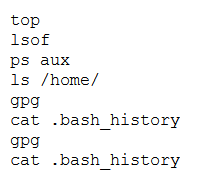 top
lsof
ps aux
ls /home/
gpg
cat .bash_history
gpg
cat .bash_history